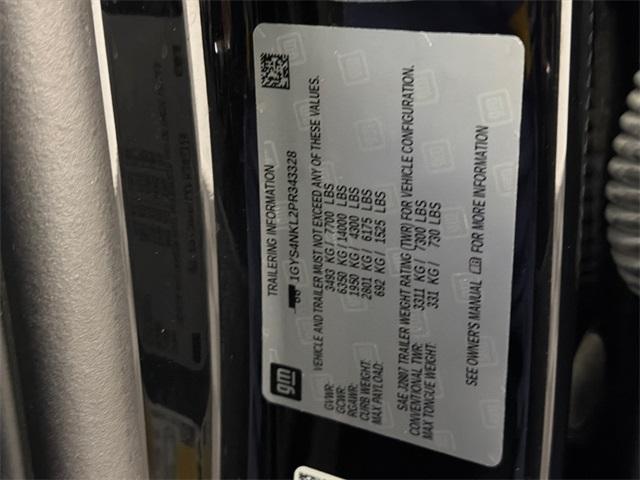 gm
TRAILERING INFORMATION
1GYS4NKL2PR343328
VEHICLE AND TRAILER MUST NOT EXCEED ANY OF THESE VALUES.
GVWR: 3493 KG / 7700 LBS
GCWR: 6350 KG / 14000 LBS
RGAWR: 1950 KG / 4300 LBS
CURB WEIGHT: 2801 KG / 6175 LBS
MAX PAYLOAD: 692 KG / 1525 LBS
SAE J2807 TRAILER WEIGHT RATING (TWR) FOR VEHICLE CONFIGURATION.
CONVENTIONAL TWR: 3311 KG / 7300 LBS
MAX TONGUE WEIGHT: 331 KG / 730 LBS
SEE OWNER'S MANUAL FOR MORE INFORMATION